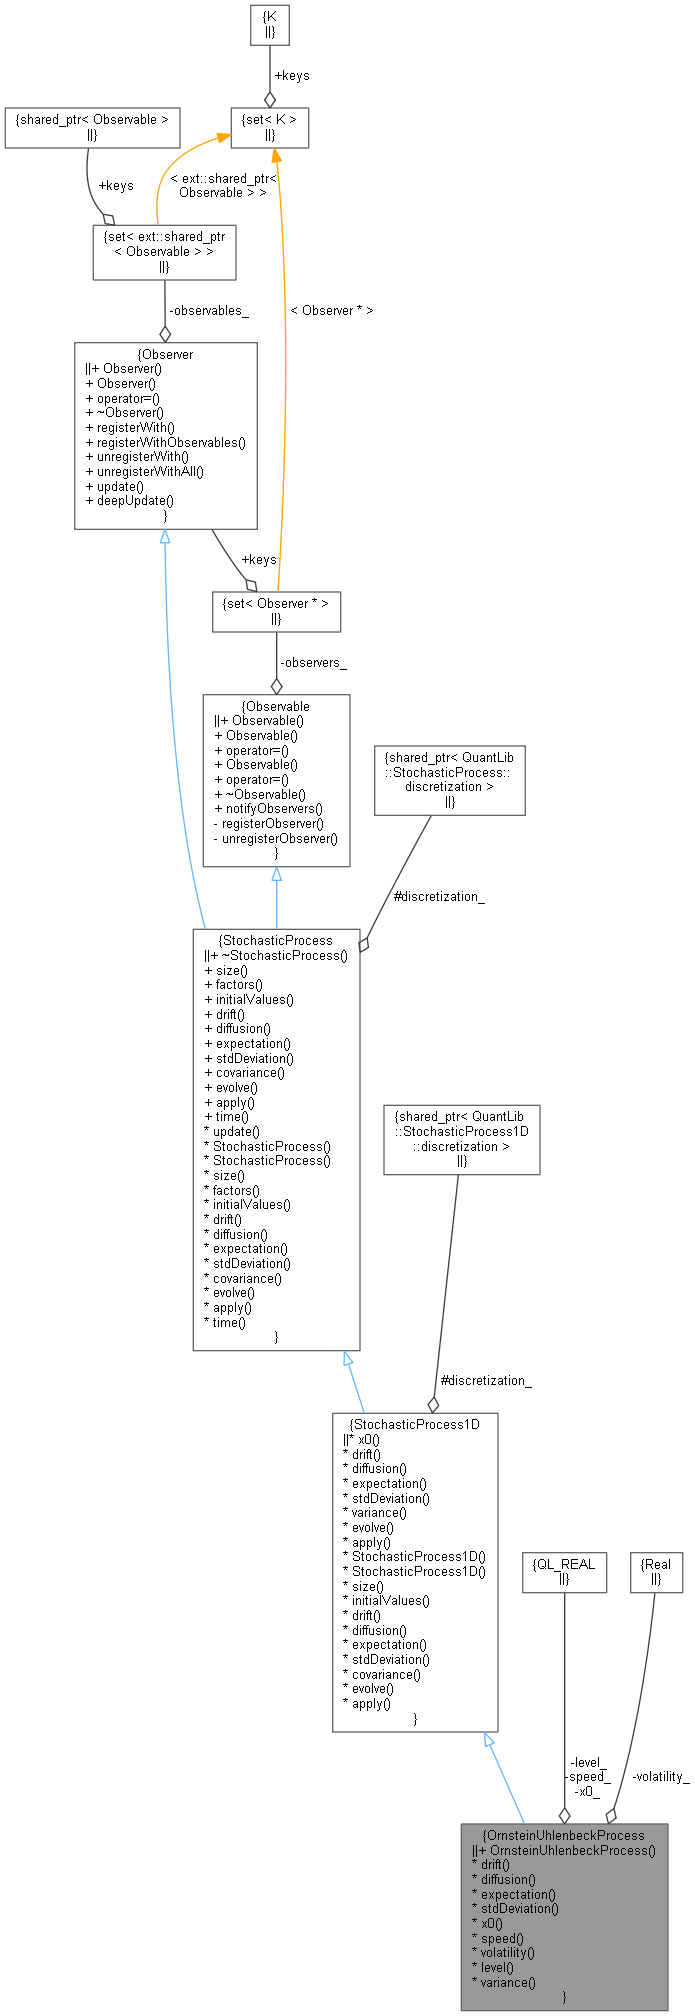 {K
||}
+keys
{shared_ptr< Observable >
||}
{set< K >
||}
+keys
< ext::shared_ptr<
Observable > >
{set< ext::shared_ptr
< Observable > >
||}
-observables_
< Observer * >
{Observer
||+ Observer()
+ Observer()
+ operator=()
+ ~Observer()
+ registerWith()
+ registerWithObservables()
+ unregisterWith()
+ unregisterWithAll()
+ update()
+ deepUpdate()
}
+keys
{set< Observer * >
||}
-observers_
{Observable
||+ Observable()
+ Observable()
+ operator=()
+ Observable()
+ operator=()
+ ~Observable()
+ notifyObservers()
- registerObserver()
- unregisterObserver()
}
{shared_ptr< QuantLib
::StochasticProcess::
discretization >
||}
#discretization_
{StochasticProcess
||+ ~StochasticProcess()
+ size()
+ factors()
+ initialValues()
+ drift()
+ diffusion()
+ expectation()
+ stdDeviation()
+ covariance()
+ evolve()
+ apply()
+ time()
* update()
* StochasticProcess()
* StochasticProcess()
* size()
* factors()
* initialValues()
* drift()
* diffusion()
* expectation()
* stdDeviation()
* covariance()
* evolve()
* apply()
* time()
}
{shared_ptr< QuantLib
::StochasticProcess1D
::discretization >
||}
#discretization_
{StochasticProcess1D
||* x0()
* drift()
* diffusion()
* expectation()
* stdDeviation()
* variance()
* evolve()
* apply()
* StochasticProcess1D()
* StochasticProcess1D()
* size()
* initialValues()
* drift()
* diffusion()
* expectation()
* stdDeviation()
* covariance()
* evolve()
* apply()
}
{QL_REAL
||}
{Real
||}
-level_
-speed_
-x0_
-volatility_
{OrnsteinUhlenbeckProcess
||+ OrnsteinUhlenbeckProcess()
* drift()
* diffusion()
* expectation()
* stdDeviation()
* x0()
* speed()
* volatility()
* level()
* variance()
}